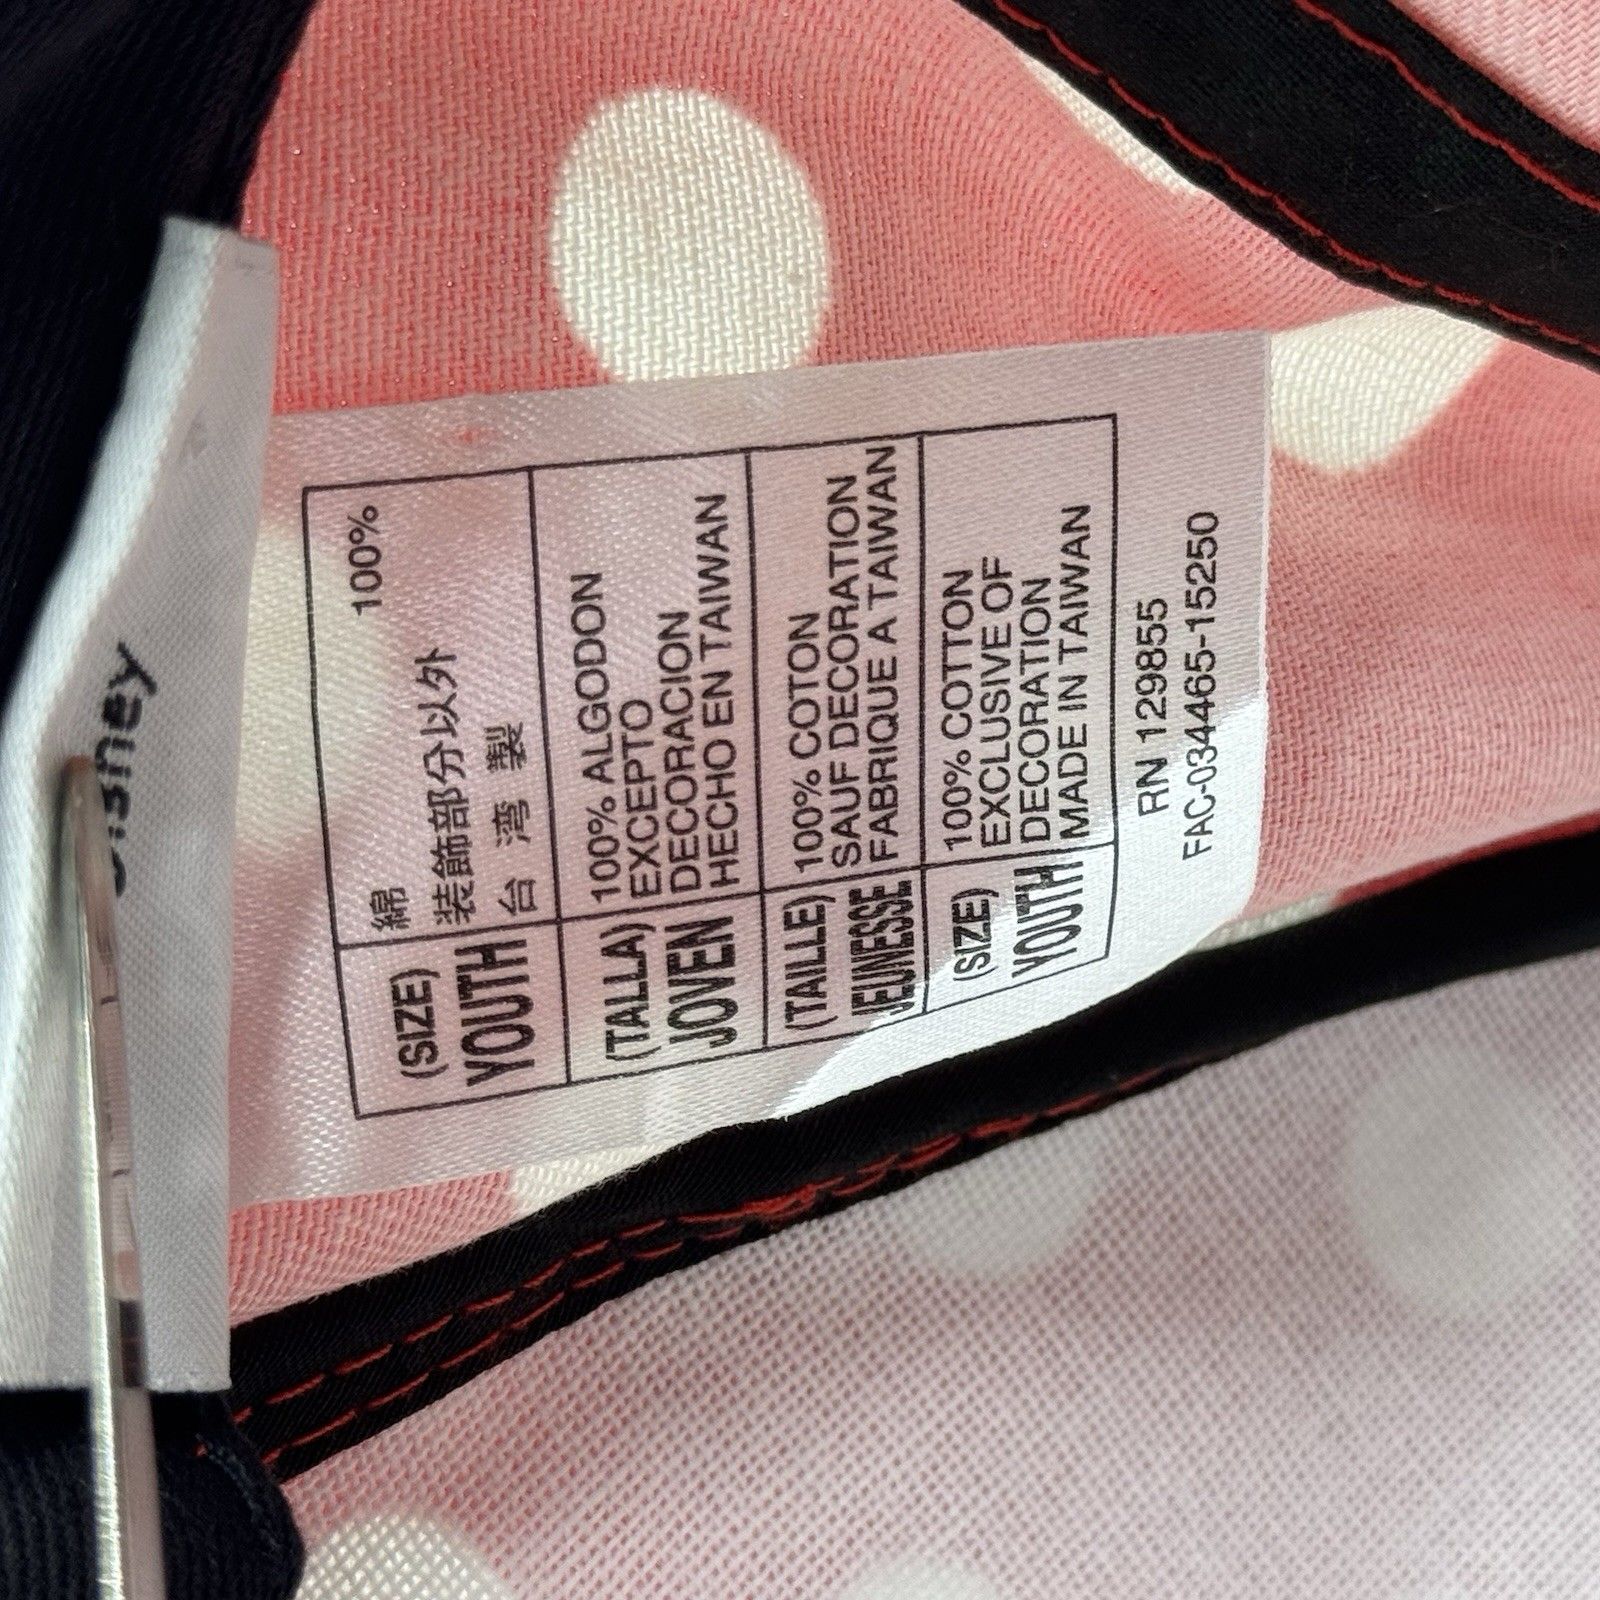 綿 100%
装飾部分以外
台 湾 製
(SIZE)
YOUTH
100% ALGODON
EXCEPTO
DECORACION
HECHO EN TAIWAN
(TALLA)
JOVEN
100% COTON
SAUF DECORATION
FABRIQUE A TAIWAN
(TAILLE)
JEUNESSE
100% COTTON
EXCLUSIVE OF
DECORATION
MADE IN TAIWAN
(SIZE)
YOUTH
RN 129855
FAC-034465-15250